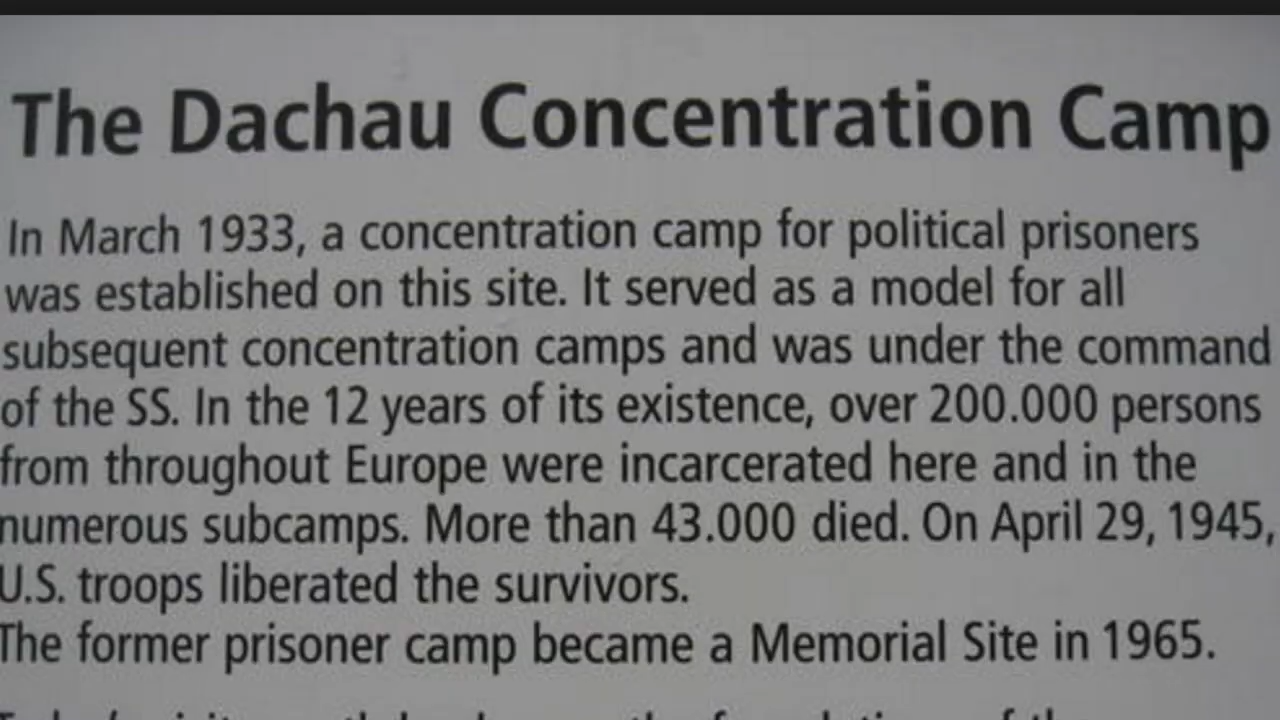 The Dachau Concentration Camp
In March 1933, a concentration camp for political prisoners
was established on this site. It served as a model for all
subsequent concentration camps and was under the command
of the SS. In the 12 years of its existence, over 200.000 persons
from throughout Europe were incarcerated here and in the
numerous subcamps. More than 43.000 died. On April 29, 1945,
U.S. troops liberated the survivors.
The former prisoner camp became a Memorial Site in 1965.